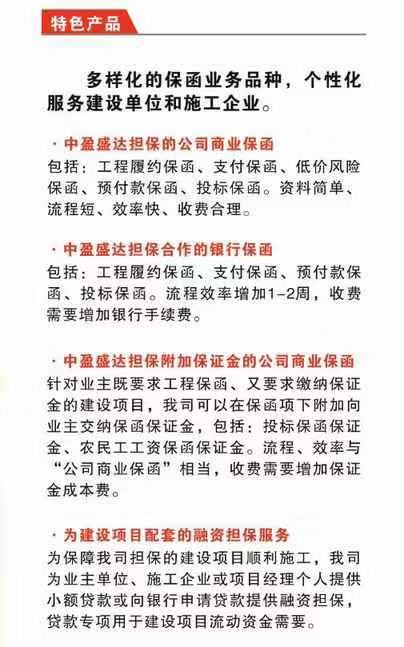 特色产品
多样化的保函业务品种，个性化
服务建设单位和施工企业。
·中盈盛达担保的公司商业保函
包括：工程履约保函、支付保函、低价风险
保函、预付款保函、投标保函。资料简单、
流程短、效率快、收费合理。
·中盈盛达担保合作的银行保函
包括：工程履约保函、支付保函、预付款保
函、投标保函。流程效率增加1-2周，收费
需要增加银行手续费。
·中盈盛达担保附加保证金的公司商业保函
针对业主既要求工程保函、又要求缴纳保证
金的建设项目，我司可以在保函项下附加向
业主交纳保函保证金，包括：投标保函保证
金、农民工工资保函保证金。流程、效率与
“公司商业保函”相当，收费需要增加保证
金成本费。
·为建设项目配套的融资担保服务
为保障我司担保的建设项目顺利施工，我司
为业主单位、施工企业或项目经理个人提供
小额贷款或向银行申请贷款提供融资担保，
贷款专项用于建设项目流动资金需要。